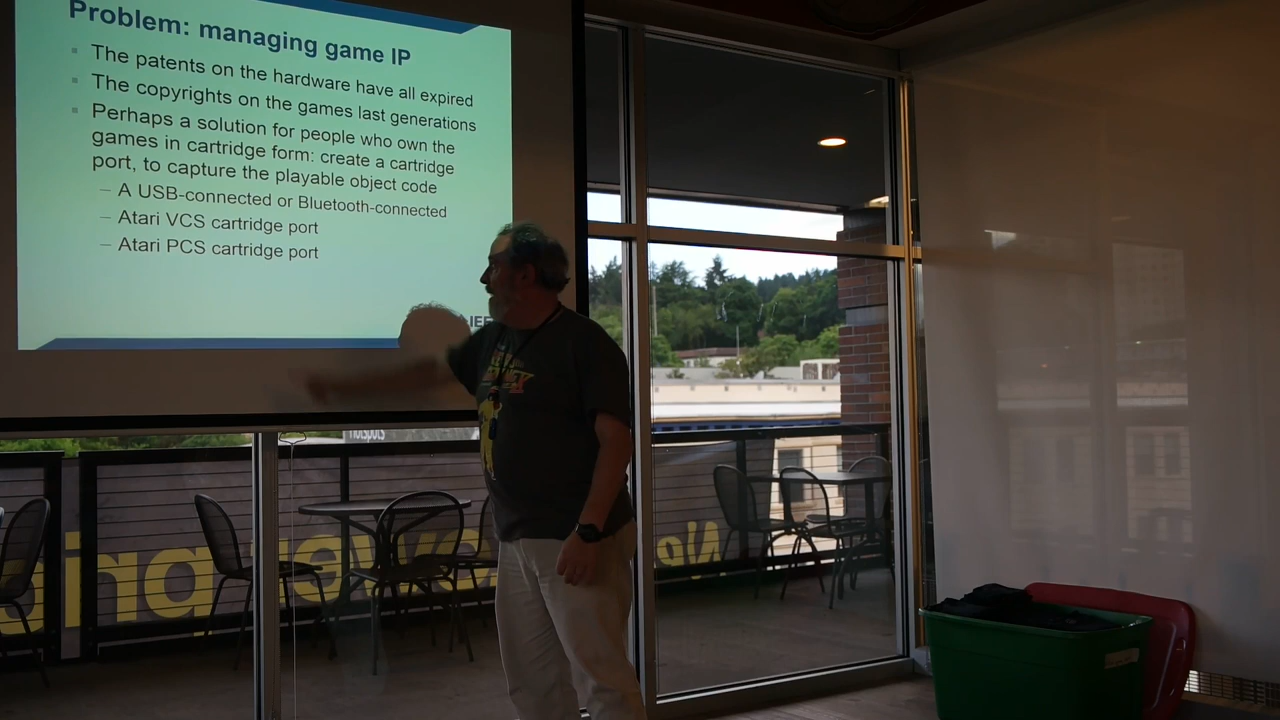 Problem: managing game IP
The patents on the hardware have all expired
The copyrights on the games last generations
Perhaps a solution for people who own the
games in cartridge form: create a cartridge
port, to capture the playable object code
– A USB-connected or Bluetooth-connected
– Atari VCS cartridge port
– Atari PCS cartridge port
hotspots